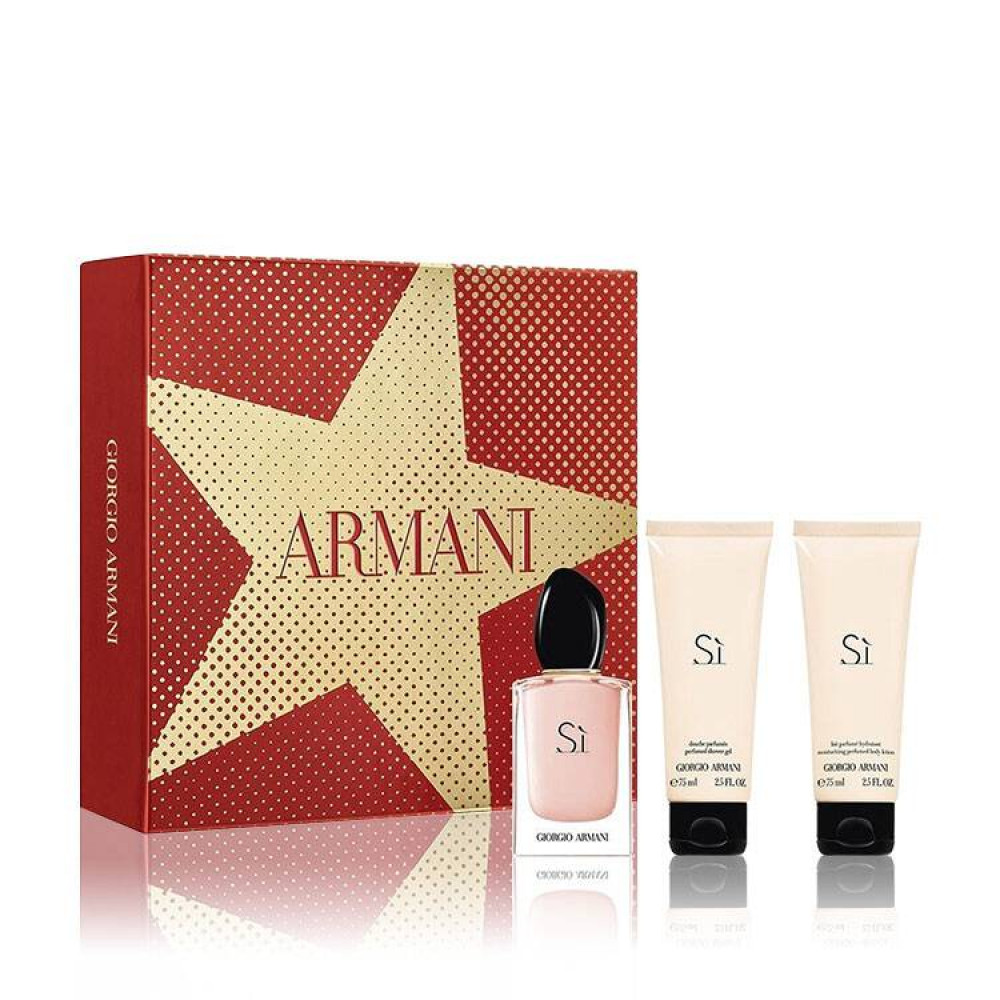 GIORGIO ARMANI
ARMANI
Sì
GIORGIO ARMANI
Sì
douche parfumée
perfumed shower gel
GIORGIO ARMANI
℮75 ml 2.5 FL. OZ.
Sì
lait parfumé hydratant
moisturizing perfumed body lotion
GIORGIO ARMANI
℮75 ml 2.5 FL. OZ.